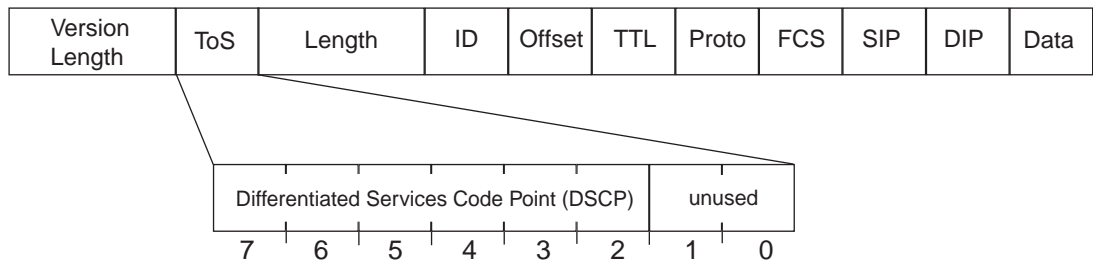 Version Length ToS Length ID Offset TTL Proto FCS SIP DIP Data
Differentiated Services Code Point (DSCP) unused
7 6 5 4 3 2 1 0